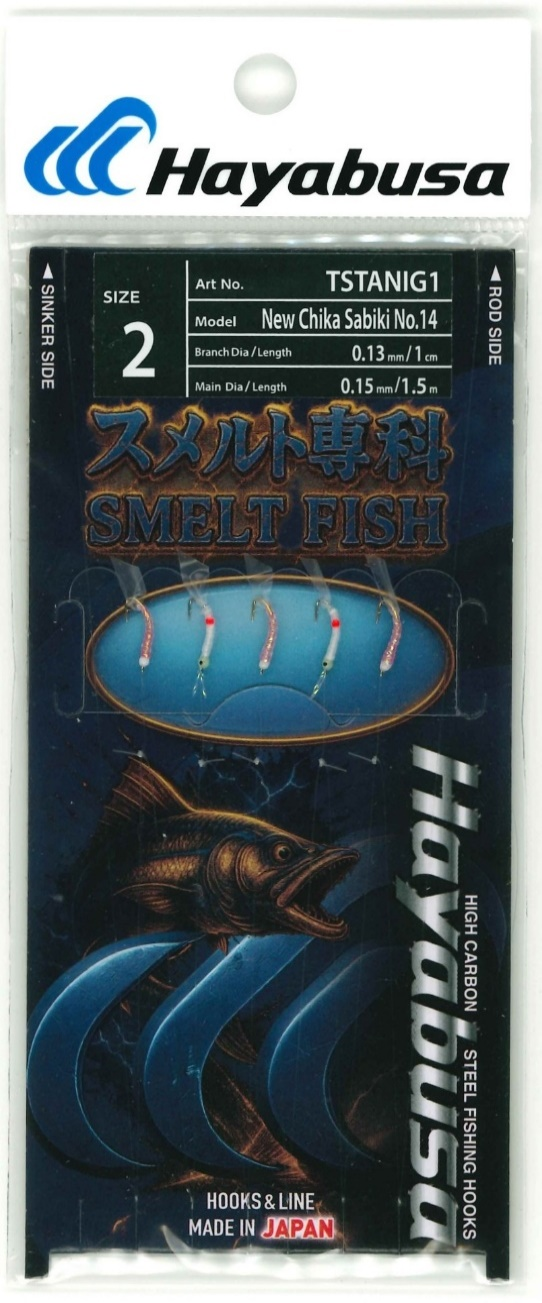 Hayabusa
◀ SINKER SIDE
SIZE
2
Art No. TSTANIG1
Model New Chika Sabiki No.14
Branch Dia / Length 0.13 mm / 1 cm
Main Dia / Length 0.15 mm / 1.5 m
◀ ROD SIDE
スメルト専科
SMELT FISH
Hayabusa
HIGH CARBON STEEL FISHING HOOKS
HOOKS & LINE
MADE IN JAPAN